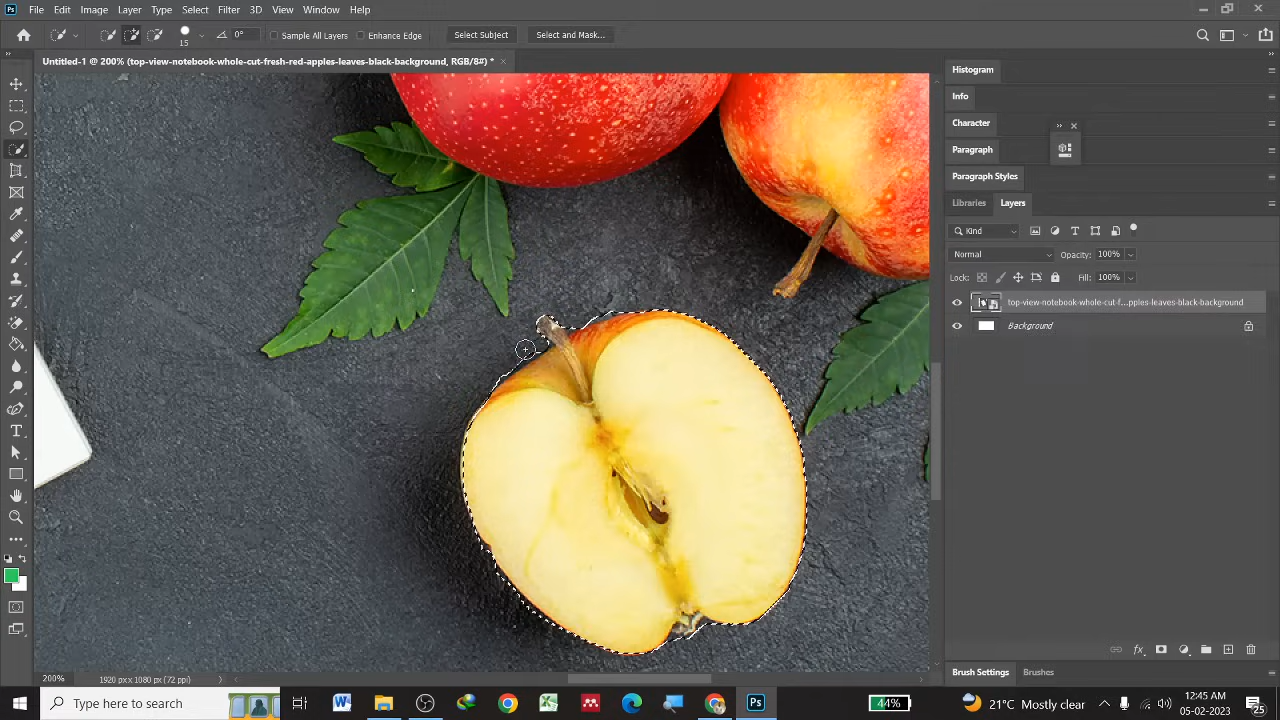 Ps File Edit Image Layer Type Select Filter 3D View Window Help
15 0° Sample All Layers Enhance Edge Select Subject Select and Mask...
Untitled-1 @ 200% (top-view-notebook-whole-cut-fresh-red-apples-leaves-black-background, RGB/8#) *
Histogram
Info
Character
Paragraph
Paragraph Styles
Libraries Layers
Kind
Normal Opacity: 100%
Lock: Fill: 100%
top-view-notebook-whole-cut-f...pples-leaves-black-background
Background
200% 1920 px x 1080 px (72 ppi)
Brush Settings Brushes
Type here to search
44%
21°C Mostly clear
12:45 AM
05-02-2023
25